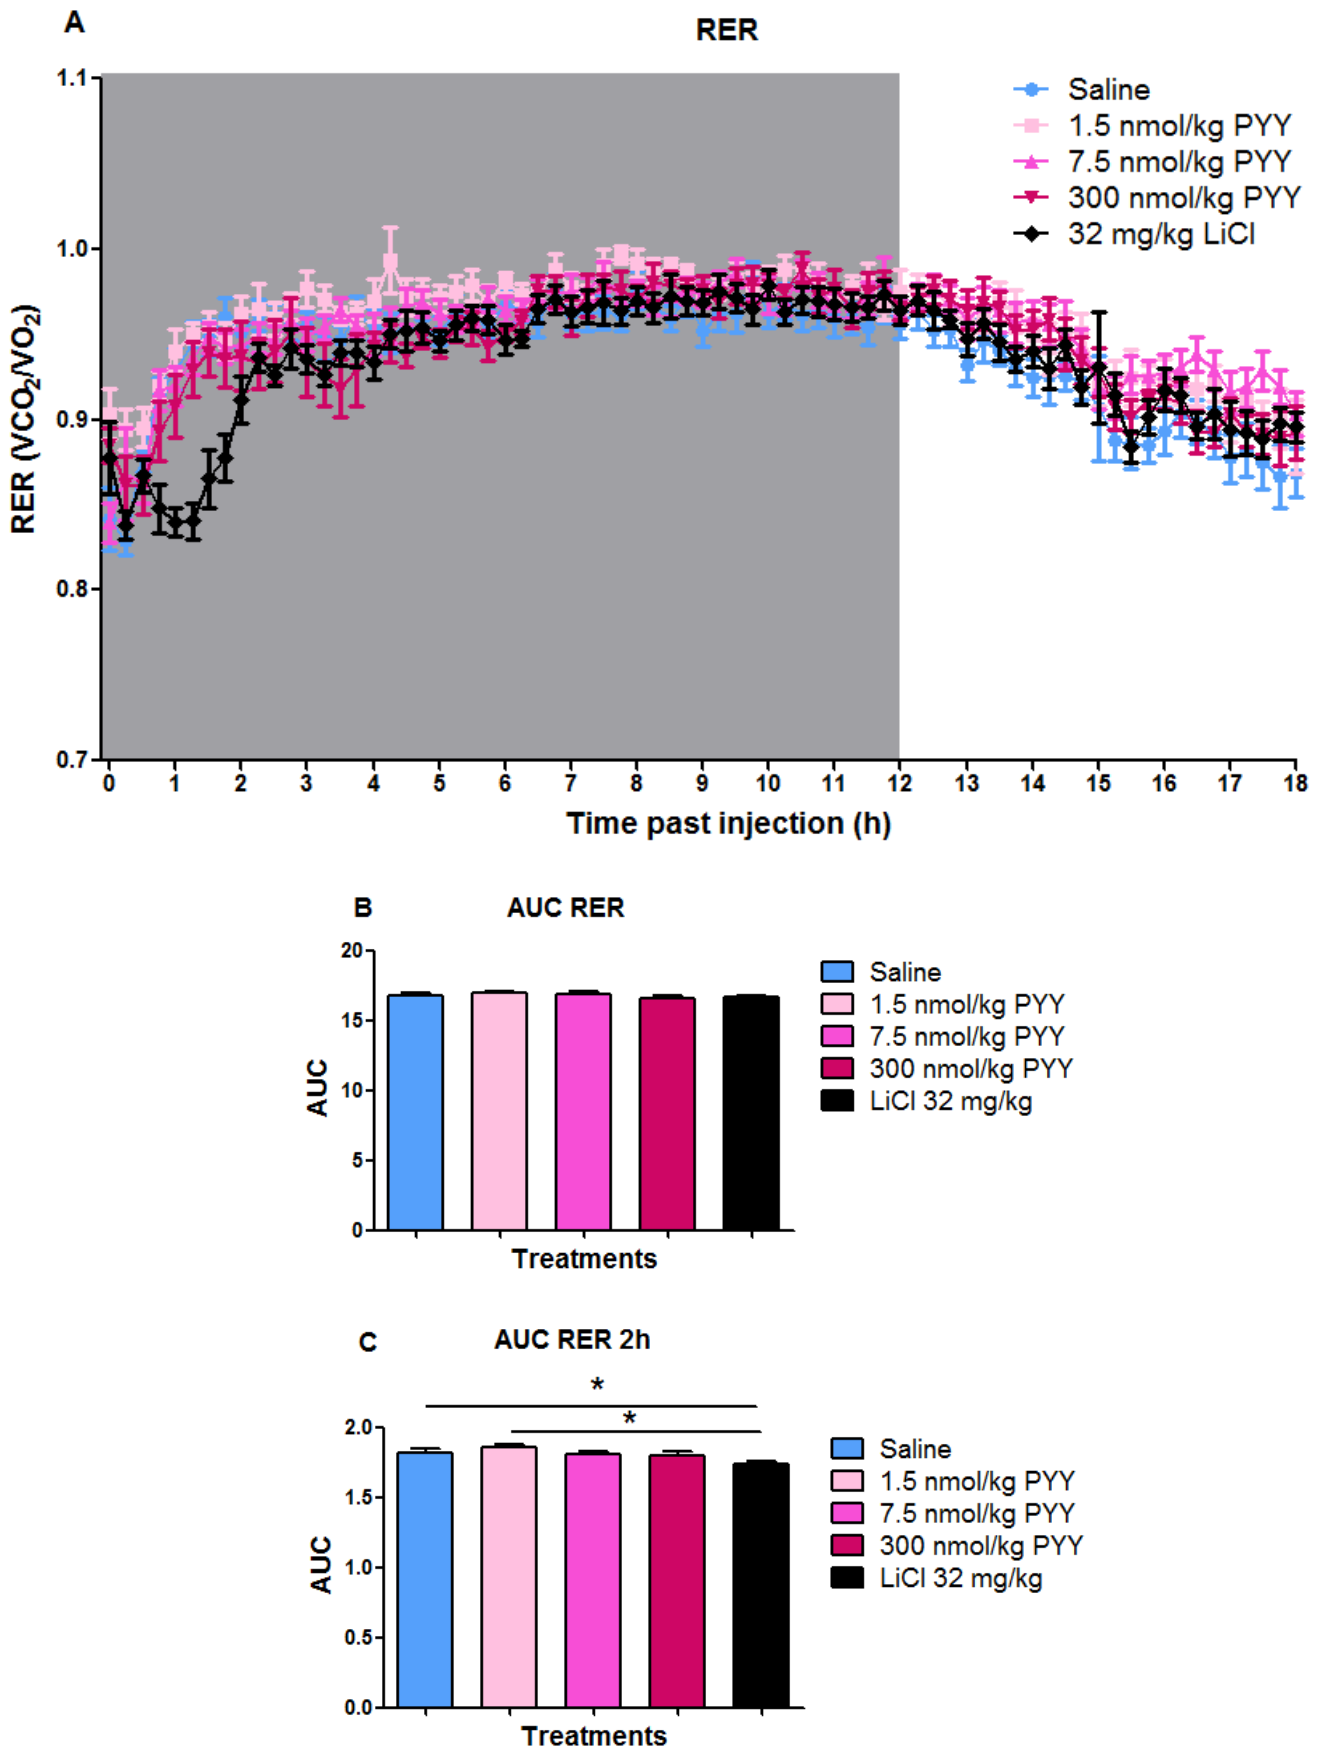 A
RER
1.1
1.0
0.9
0.8
0.7
RER (VCO2/VO2)
Saline
1.5 nmol/kg PYY
7.5 nmol/kg PYY
300 nmol/kg PYY
32 mg/kg LiCl
0 1 2 3 4 5 6 7 8 9 10 11 12 13 14 15 16 17 18
Time past injection (h)
B
AUC RER
20
15
10
5
0
AUC
Treatments
Saline
1.5 nmol/kg PYY
7.5 nmol/kg PYY
300 nmol/kg PYY
LiCl 32 mg/kg
C
AUC RER 2h
*
*
2.0
1.5
1.0
0.5
0.0
AUC
Treatments
Saline
1.5 nmol/kg PYY
7.5 nmol/kg PYY
300 nmol/kg PYY
LiCl 32 mg/kg